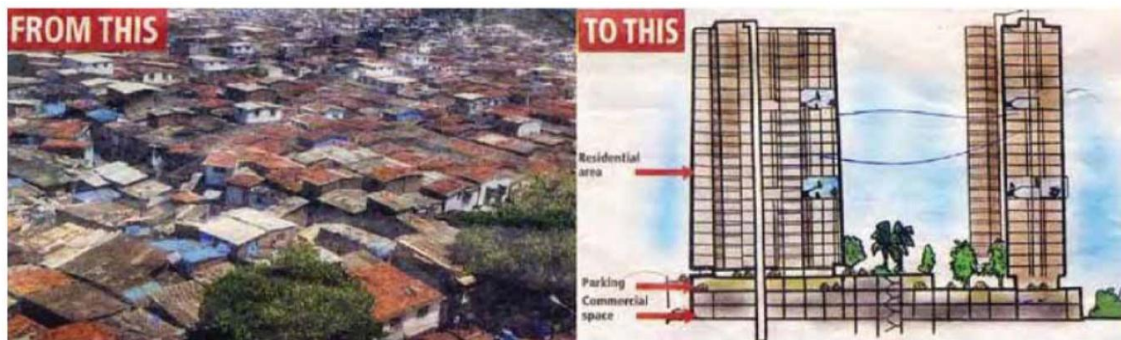 FROM THIS
TO THIS
Residential
area
Parking
Commercial
space